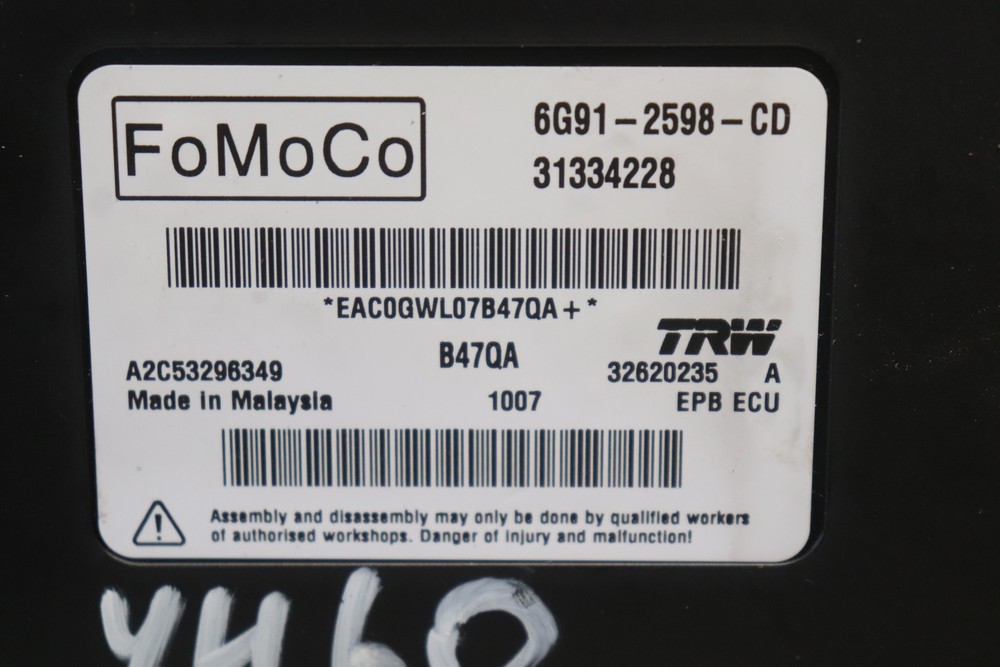 FoMoCo
6G91-2598-CD
31334228
*EAC0GWL07B47QA+*
TRW
B47QA
A2C53296349
32620235 A
Made in Malaysia
1007
EPB ECU
Assembly and disassembly may only be done by qualified workers
of authorised workshops. Danger of injury and malfunction!